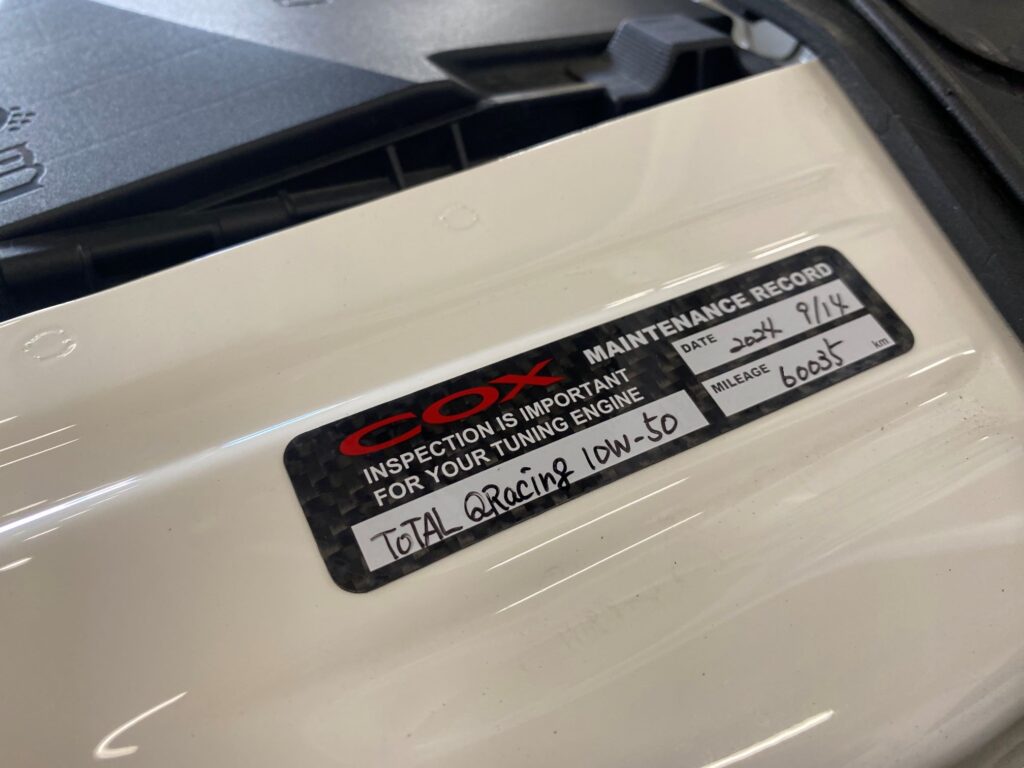 COX
MAINTENANCE RECORD
INSPECTION IS IMPORTANT
FOR YOUR TUNING ENGINE
TOTAL QRacing 10W-50
DATE 2024 9/14
MILEAGE 60035 km